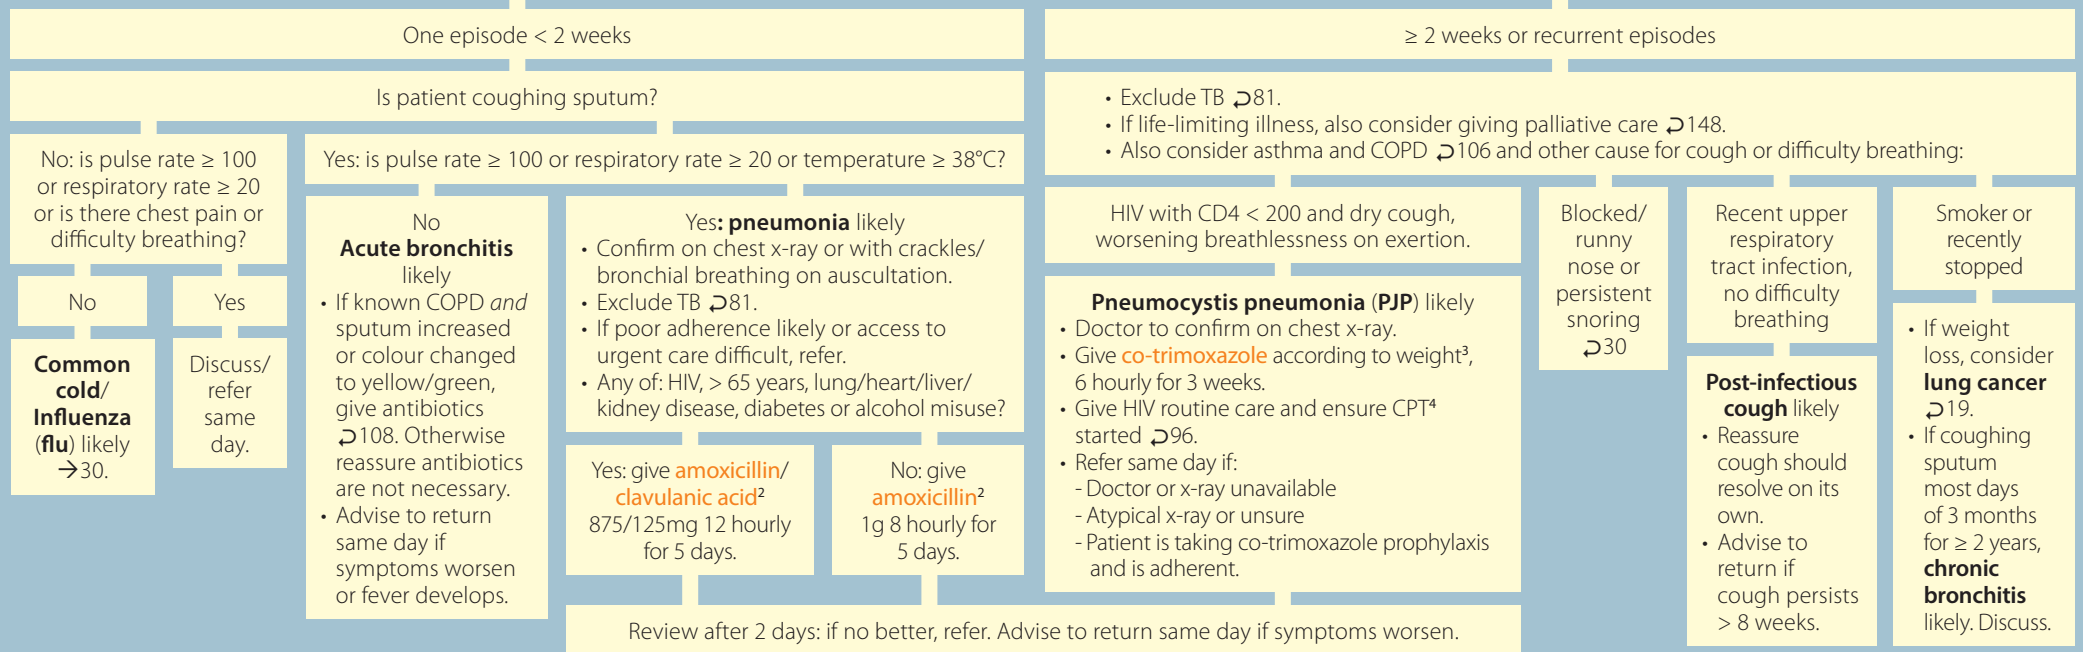 One episode < 2 weeks
Is patient coughing sputum?
No: is pulse rate ≥ 100
or respiratory rate ≥ 20
or is there chest pain or
difficulty breathing?
No
Common
cold/
Influenza
(flu) likely
→30.
Yes
Discuss/
refer
same
day.
Yes: is pulse rate ≥ 100 or respiratory rate ≥ 20 or temperature ≥ 38°C?
No
Acute bronchitis
likely
• If known COPD and
sputum increased
or colour changed
to yellow/green,
give antibiotics
⮌108. Otherwise
reassure antibiotics
are not necessary.
• Advise to return
same day if
symptoms worsen
or fever develops.
Yes: pneumonia likely
• Confirm on chest x-ray or with crackles/
bronchial breathing on auscultation.
• Exclude TB ⮌81.
• If poor adherence likely or access to
urgent care difficult, refer.
• Any of: HIV, > 65 years, lung/heart/liver/
kidney disease, diabetes or alcohol misuse?
Yes: give amoxicillin/
clavulanic acid²
875/125mg 12 hourly
for 5 days.
No: give
amoxicillin²
1g 8 hourly for
5 days.
≥ 2 weeks or recurrent episodes
• Exclude TB ⮌81.
• If life-limiting illness, also consider giving palliative care ⮌148.
• Also consider asthma and COPD ⮌106 and other cause for cough or difficulty breathing:
HIV with CD4 < 200 and dry cough,
worsening breathlessness on exertion.
Pneumocystis pneumonia (PJP) likely
• Doctor to confirm on chest x-ray.
• Give co-trimoxazole according to weight³,
6 hourly for 3 weeks.
• Give HIV routine care and ensure CPT⁴
started ⮌96.
• Refer same day if:
- Doctor or x-ray unavailable
- Atypical x-ray or unsure
- Patient is taking co-trimoxazole prophylaxis
and is adherent.
Review after 2 days: if no better, refer. Advise to return same day if symptoms worsen.
Blocked/
runny
nose or
persistent
snoring
⮌30
Recent upper
respiratory
tract infection,
no difficulty
breathing
Post-infectious
cough likely
• Reassure
cough should
resolve on its
own.
• Advise to
return if
cough persists
> 8 weeks.
Smoker or
recently
stopped
• If weight
loss, consider
lung cancer
⮌19.
• If coughing
sputum
most days
of 3 months
for ≥ 2 years,
chronic
bronchitis
likely. Discuss.